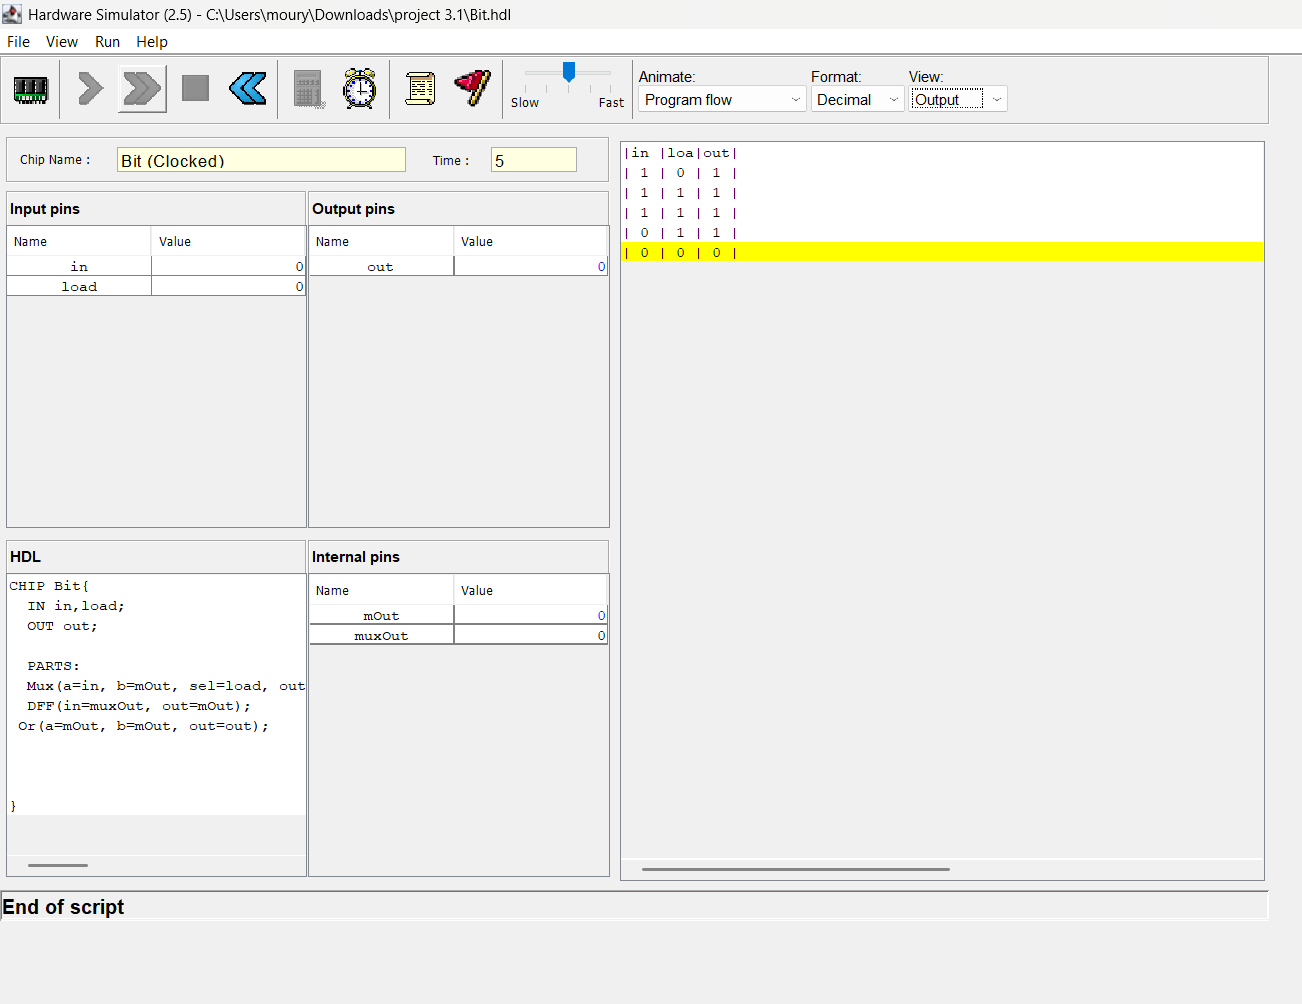 Hardware Simulator (2.5) - C:\Users\moury\Downloads\project 3.1\Bit.hdl
File View Run Help
Slow Fast
Animate: Format: View:
Program flow Decimal Output
Chip Name : Bit (Clocked) Time : 5
Input pins
Name Value
in 0
load 0
Output pins
Name Value
out 0
HDL
CHIP Bit{
IN in,load;
OUT out;
PARTS:
Mux(a=in, b=mOut, sel=load, out
DFF(in=muxOut, out=mOut);
Or(a=mOut, b=mOut, out=out);
}
Internal pins
Name Value
mOut 0
muxOut 0
|in |loa|out|
| 1 | 0 | 1 |
| 1 | 1 | 1 |
| 1 | 1 | 1 |
| 0 | 1 | 1 |
| 0 | 0 | 0 |
End of script